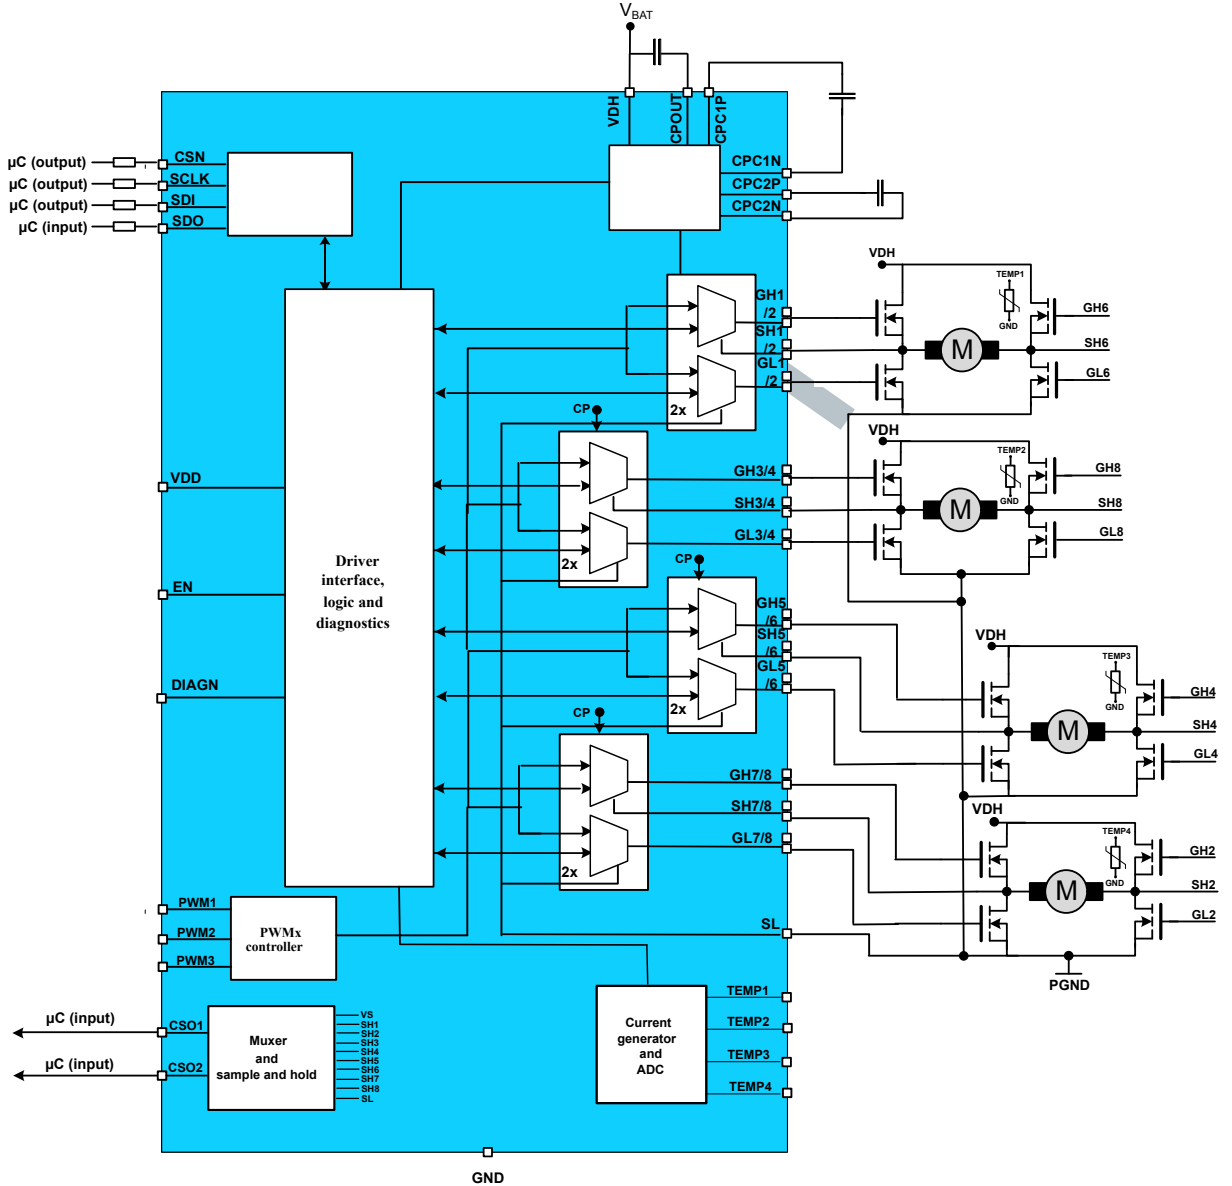 VBAT
VDH
CPOUT
CPC1P
µC (output)
CSN
µC (output)
SCLK
µC (output)
SDI
µC (input)
SDO
CPC1N
CPC2P
CPC2N
VDH
TEMP1
GND
M
GH6
SH6
GL6
GH1
/2
SH1
/2
GL1
/2
2x
CP
VDH
TEMP2
GND
M
GH8
SH8
GL8
GH3/4
SH3/4
GL3/4
2x
VDD
EN
DIAGN
Driver
interface,
logic and
diagnostics
CP
GH5
/6
SH5
/6
GL5
/6
2x
VDH
TEMP3
GND
M
GH4
SH4
GL4
CP
GH7/8
SH7/8
GL7/8
2x
VDH
TEMP4
GND
M
GH2
SH2
GL2
PGND
PWM1
PWM2
PWM3
PWMx
controller
SL
µC (input)
CSO1
µC (input)
CSO2
Muxer
and
sample and hold
VS
SH1
SH2
SH3
SH4
SH5
SH6
SH7
SH8
SL
Current
generator
and
ADC
TEMP1
TEMP2
TEMP3
TEMP4
GND